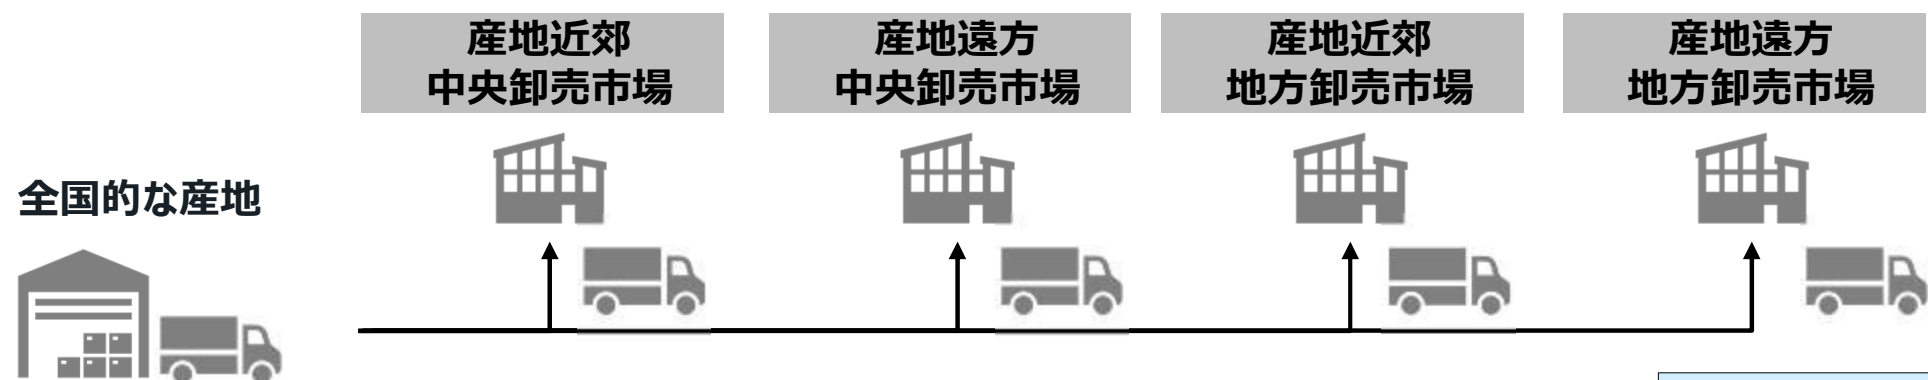 産地近郊
中央卸売市場
産地遠方
中央卸売市場
産地近郊
地方卸売市場
産地遠方
地方卸売市場
全国的な産地